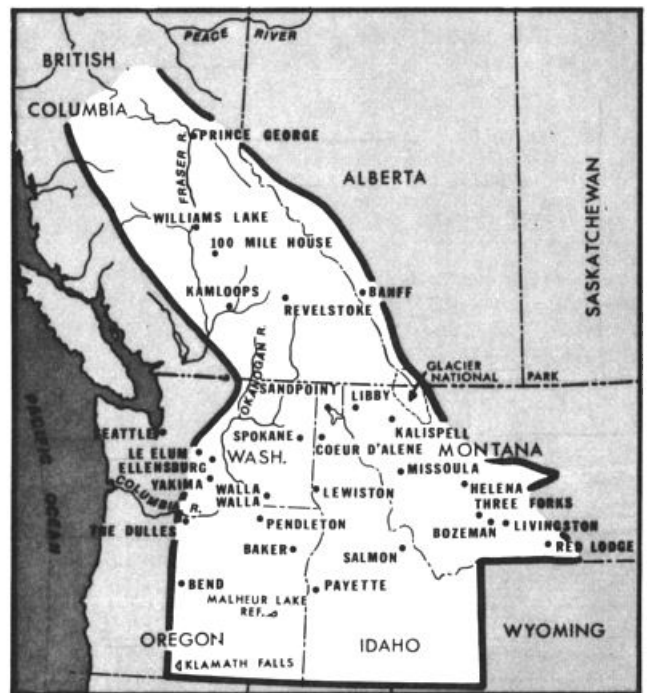 PEACE RIVER
BRITISH
COLUMBIA
PRINCE GEORGE
FRASER R.
ALBERTA
SASKATCHEWAN
WILLIAMS LAKE
100 MILE HOUSE
KAMLOOPS
BANFF
REVELSTOKE
OKANOGAN R.
GLACIER
NATIONAL PARK
SANDPOINT
LIBBY
KALISPELL
SEATTLE
SPOKANE
COEUR D'ALENE
MONTANA
LE ELUM
ELLENSBURG
WASH.
MISSOULA
YAKIMA
HELENA
PACIFIC OCEAN
COLUMBIA R.
WALLA
WALLA
LEWISTON
THREE FORKS
THE DULLES
PENDLETON
BOZEMAN
LIVINGSTON
BAKER
SALMON
RED LODGE
BEND
MALHEUR LAKE
REF.
PAYETTE
OREGON
IDAHO
WYOMING
KLAMATH FALLS